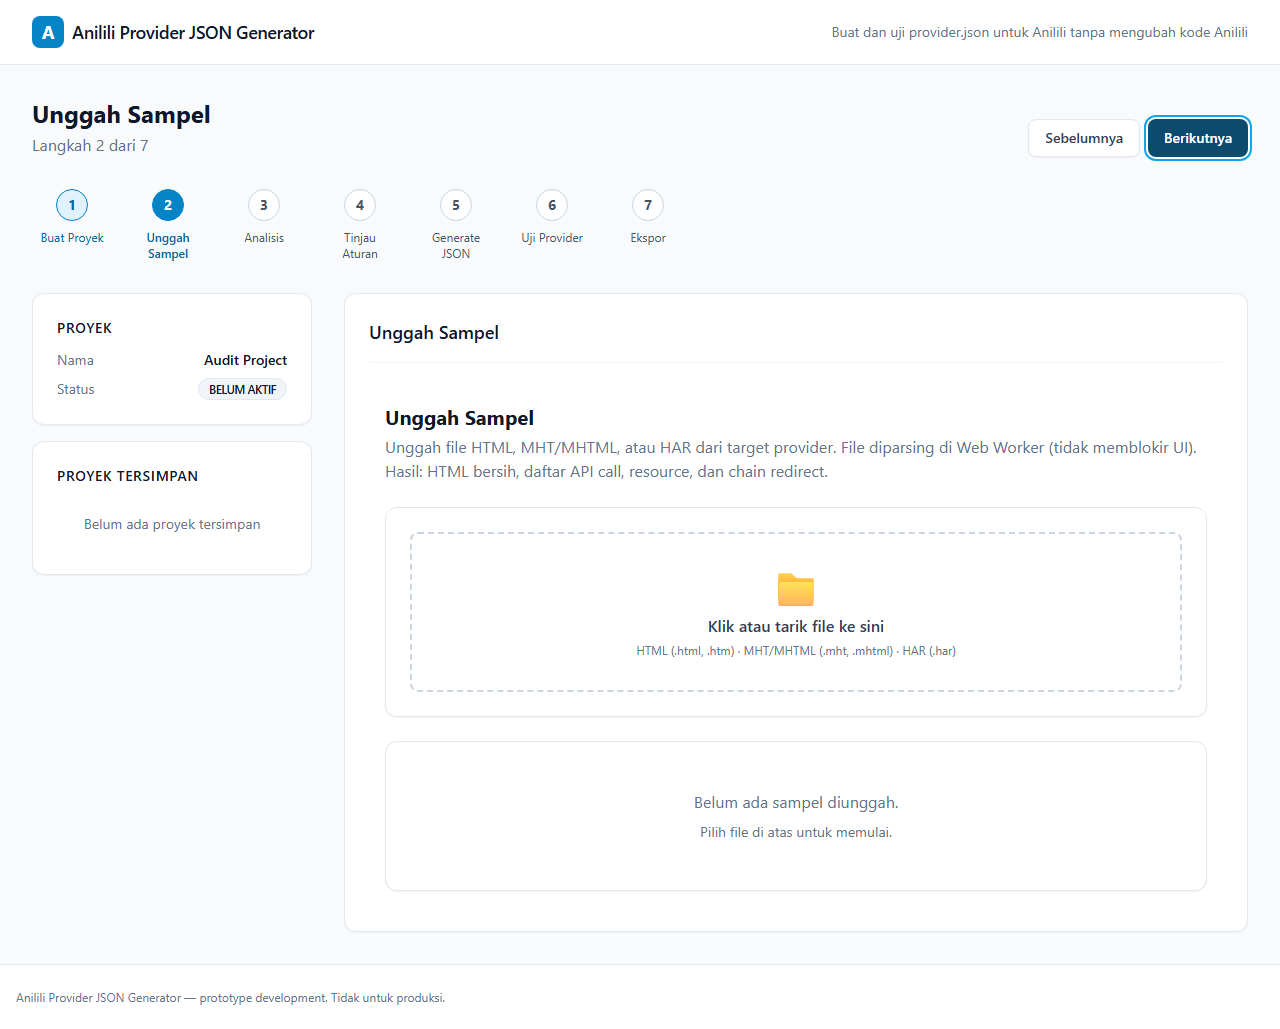 A Anilili Provider JSON Generator
Buat dan uji provider.json untuk Anilili tanpa mengubah kode Anilili
Unggah Sampel
Langkah 2 dari 7
Sebelumnya
Berikutnya
1
2
3
4
5
6
7
Buat Proyek
Unggah
Sampel
Analisis
Tinjau
Aturan
Generate
JSON
Uji Provider
Ekspor
PROYEK
Nama Audit Project
Status BELUM AKTIF
PROYEK TERSIMPAN
Belum ada proyek tersimpan
Unggah Sampel
Unggah Sampel
Unggah file HTML, MHT/MHTML, atau HAR dari target provider. File diparsing di Web Worker (tidak memblokir UI).
Hasil: HTML bersih, daftar API call, resource, dan chain redirect.
Klik atau tarik file ke sini
HTML (.html, .htm) · MHT/MHTML (.mht, .mhtml) · HAR (.har)
Belum ada sampel diunggah.
Pilih file di atas untuk memulai.
Anilili Provider JSON Generator — prototype development. Tidak untuk produksi.